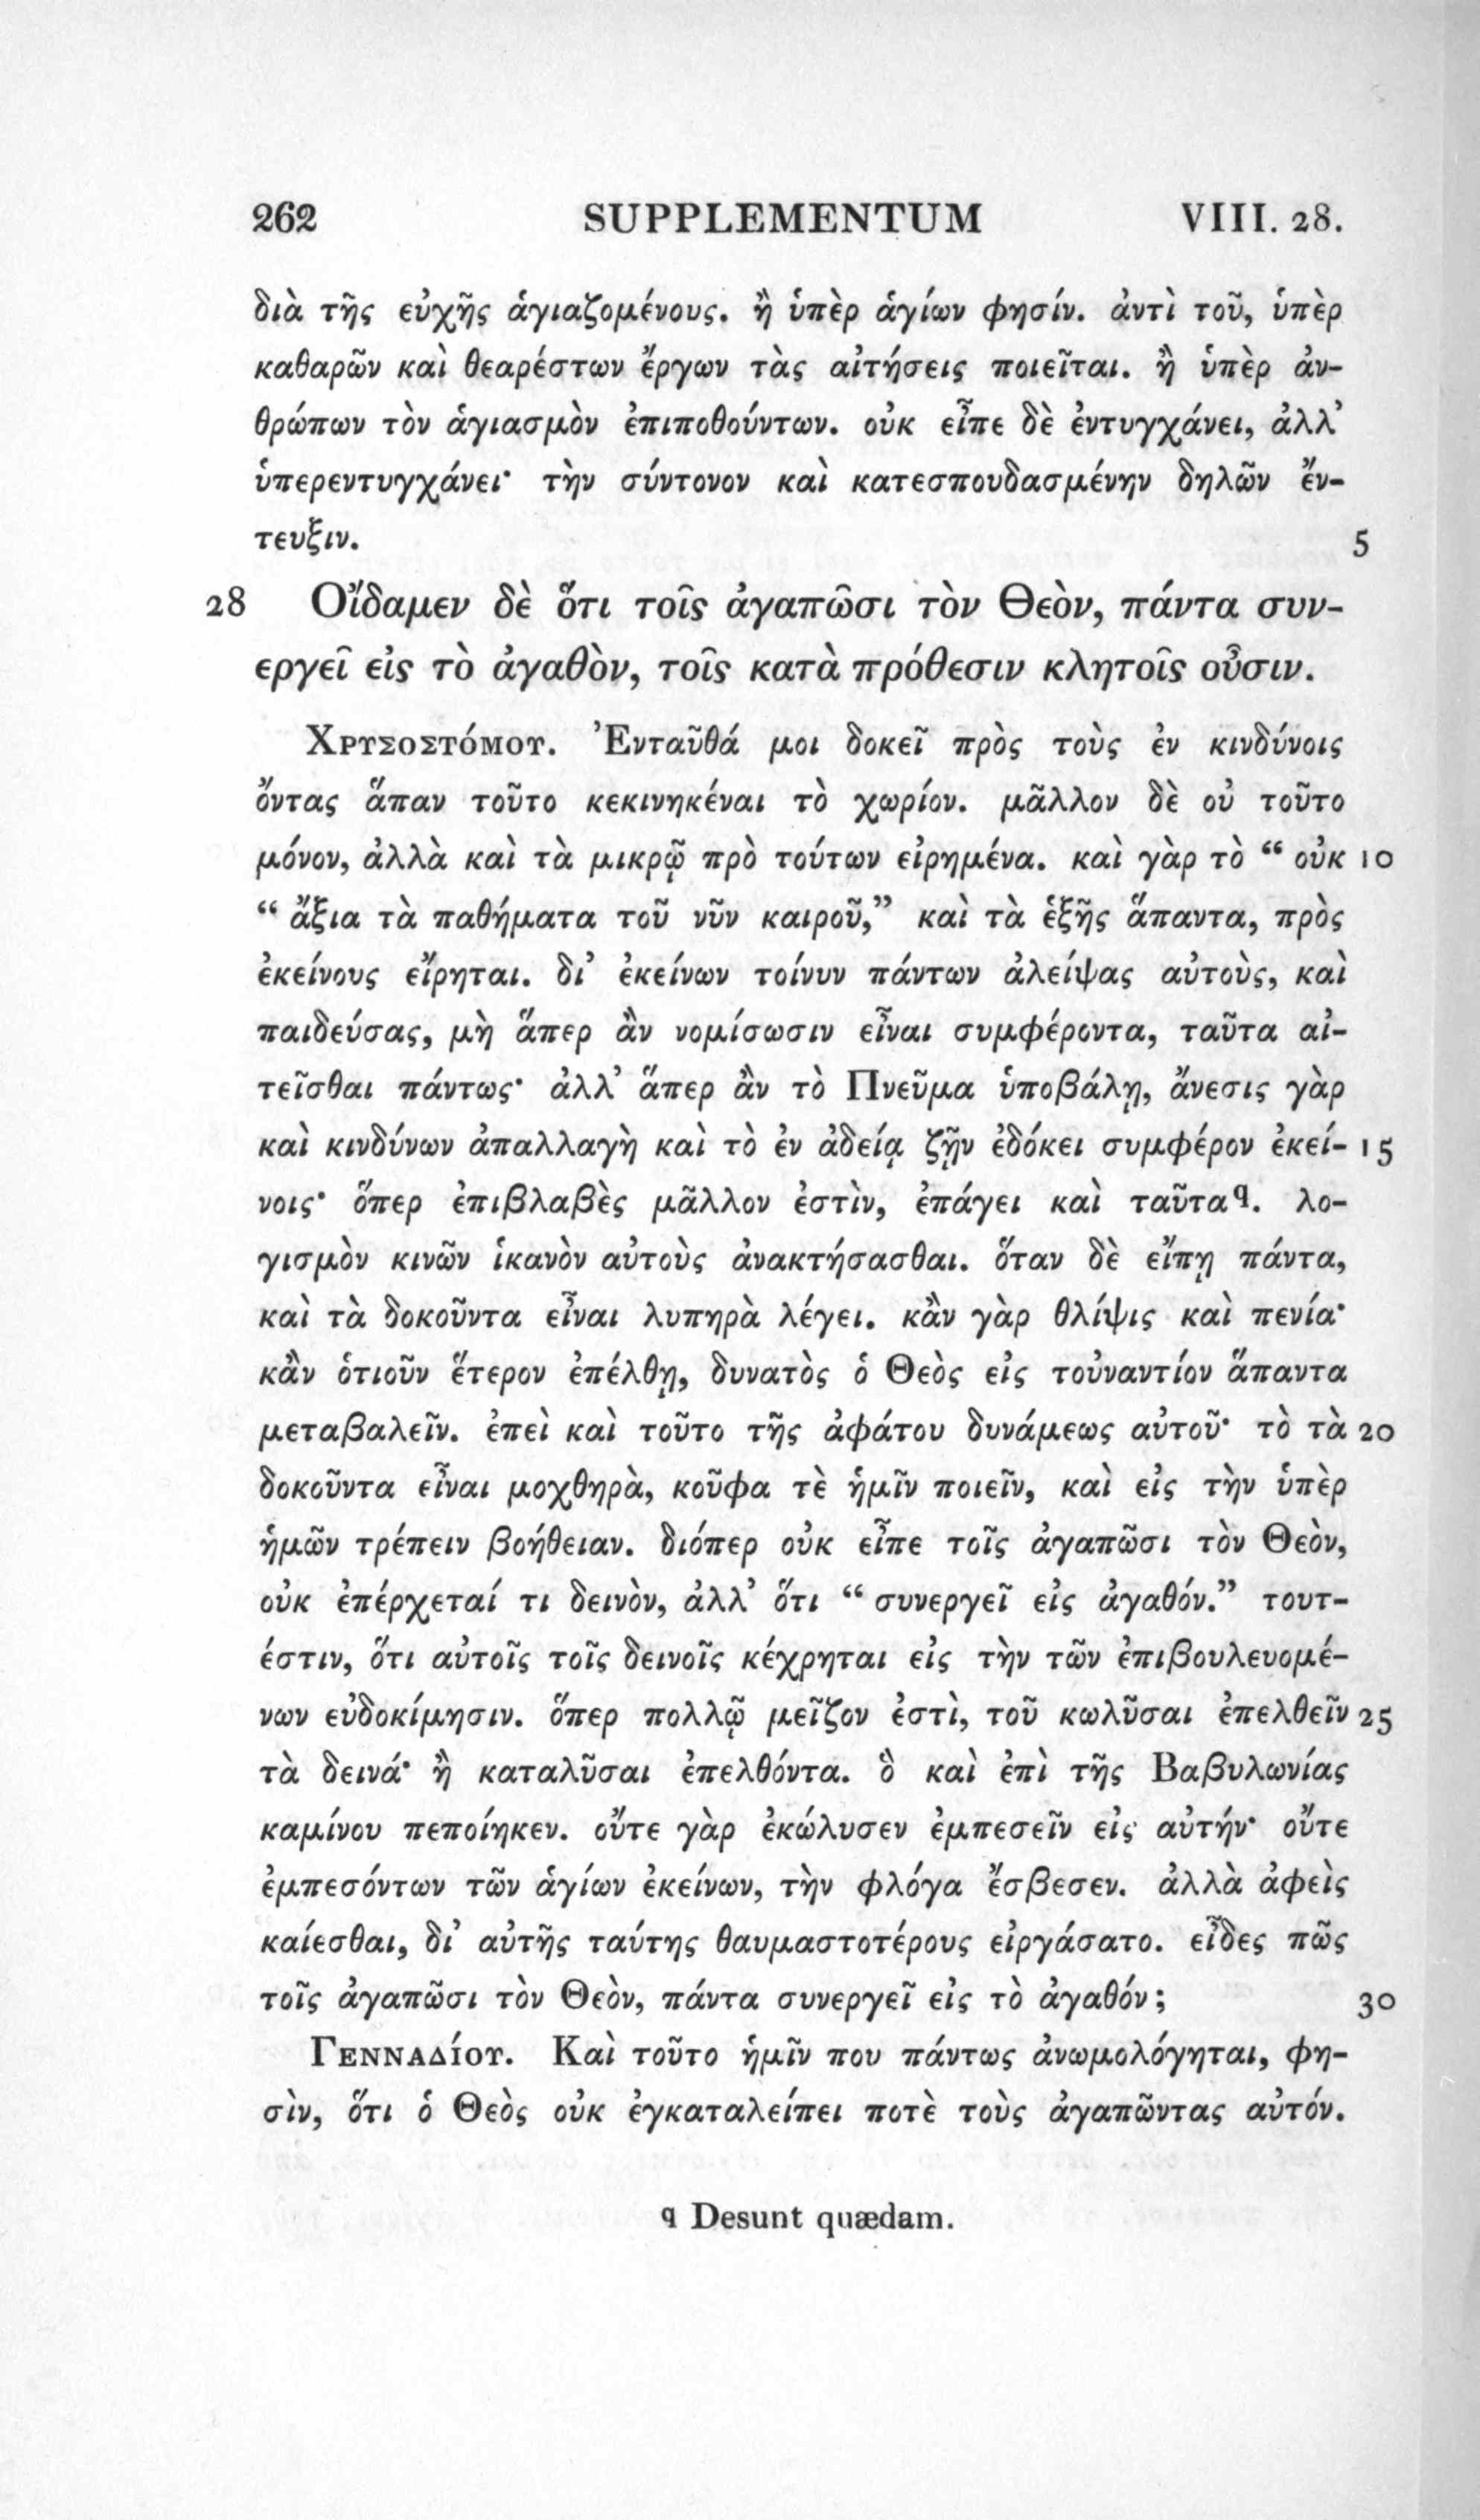 262 SUPPLEMENTUM VIII. 28.
διὰ τῆς εὐχῆς ἁγιαζομένους. ἢ ὑπὲρ ἁγίων φησίν. ἀντὶ τοῦ, ὑπὲρ
καθαρῶν καὶ θεαρέστων ἔργων τὰς αἰτήσεις ποιεῖται. ἢ ὑπὲρ ἀν-
θρώπων τὸν ἁγιασμὸν ἐπιποθούντων. οὐκ εἶπε δὲ ἐντυγχάνει, ἀλλ’
ὑπερεντυγχάνει· τὴν σύντονον καὶ κατεσπουδασμένην δηλῶν ἔν-
τευξιν. 5
28 Οἴδαμεν δὲ ὅτι τοῖς ἀγαπῶσι τὸν Θεὸν, πάντα συν-
εργεῖ εἰς τὸ ἀγαθὸν, τοῖς κατὰ πρόθεσιν κλητοῖς οὖσιν.
Χρυσοστόμου. Ἐνταῦθά μοι δοκεῖ πρὸς τοὺς ἐν κινδύνοις
ὄντας ἅπαν τοῦτο κεκινηκέναι τὸ χωρίον. μᾶλλον δὲ οὐ τοῦτο
μόνον, ἀλλὰ καὶ τὰ μικρῷ πρὸ τούτων εἰρημένα. καὶ γὰρ τὸ “ οὐκ 10
“ ἄξια τὰ παθήματα τοῦ νῦν καιροῦ,” καὶ τὰ ἑξῆς ἅπαντα, πρὸς
ἐκείνους εἴρηται. δι’ ἐκείνων τοίνυν πάντων ἀλείψας αὐτοὺς, καὶ
παιδεύσας, μὴ ἅπερ ἂν νομίσωσιν εἶναι συμφέροντα, ταῦτα αἰ-
τεῖσθαι πάντως· ἀλλ’ ἅπερ ἂν τὸ Πνεῦμα ὑποβάλῃ, ἄνεσις γὰρ
καὶ κινδύνων ἀπαλλαγὴ καὶ τὸ ἐν ἀδείᾳ ζῇν ἐδόκει συμφέρον ἐκεί- 15
νοις· ὅπερ ἐπιβλαβὲς μᾶλλον ἐστὶν, ἐπάγει καὶ ταῦτα q. λο-
γισμὸν κινῶν ἱκανὸν αὐτοὺς ἀνακτήσασθαι. ὅταν δὲ εἴπῃ πάντα,
καὶ τὰ δοκοῦντα εἶναι λυπηρὰ λέγει. κἂν γὰρ θλίψις καὶ πενία·
κἂν ὁτιοῦν ἕτερον ἐπέλθῃ, δυνατὸς ὁ Θεὸς εἰς τοὐναντίον ἅπαντα
μεταβαλεῖν. ἐπεὶ καὶ τοῦτο τῆς ἀφάτου δυνάμεως αὐτοῦ· τὸ τὰ 20
δοκοῦντα εἶναι μοχθηρὰ, κοῦφα τὲ ἡμῖν ποιεῖν, καὶ εἰς τὴν ὑπὲρ
ἡμῶν τρέπειν βοήθειαν. διόπερ οὐκ εἶπε τοῖς ἀγαπῶσι τὸν Θεὸν,
οὐκ ἐπέρχεταί τι δεινὸν, ἀλλ’ ὅτι “ συνεργεῖ εἰς ἀγαθόν.” τουτ-
έστιν, ὅτι αὐτοῖς τοῖς δεινοῖς κέχρηται εἰς τὴν τῶν ἐπιβουλευομέ-
νων εὐδοκίμησιν. ὅπερ πολλῷ μεῖζον ἐστὶ, τοῦ κωλῦσαι ἐπελθεῖν 25
τὰ δεινά· ἢ καταλῦσαι ἐπελθόντα. ὃ καὶ ἐπὶ τῆς Βαβυλωνίας
καμίνου πεποίηκεν. οὔτε γὰρ ἐκώλυσεν ἐμπεσεῖν εἰς αὐτήν· οὔτε
ἐμπεσόντων τῶν ἁγίων ἐκείνων, τὴν φλόγα ἔσβεσεν. ἀλλὰ ἀφεὶς
καίεσθαι, δι’ αὐτῆς ταύτης θαυμαστοτέρους εἰργάσατο. εἶδες πῶς
τοῖς ἀγαπῶσι τὸν Θεὸν, πάντα συνεργεῖ εἰς τὸ ἀγαθόν; 30
Γενναδίου. Καὶ τοῦτο ἡμῖν που πάντως ἀνωμολόγηται, φη-
σὶν, ὅτι ὁ Θεὸς οὐκ ἐγκαταλείπει ποτὲ τοὺς ἀγαπῶντας αὐτόν.
q Desunt quædam.